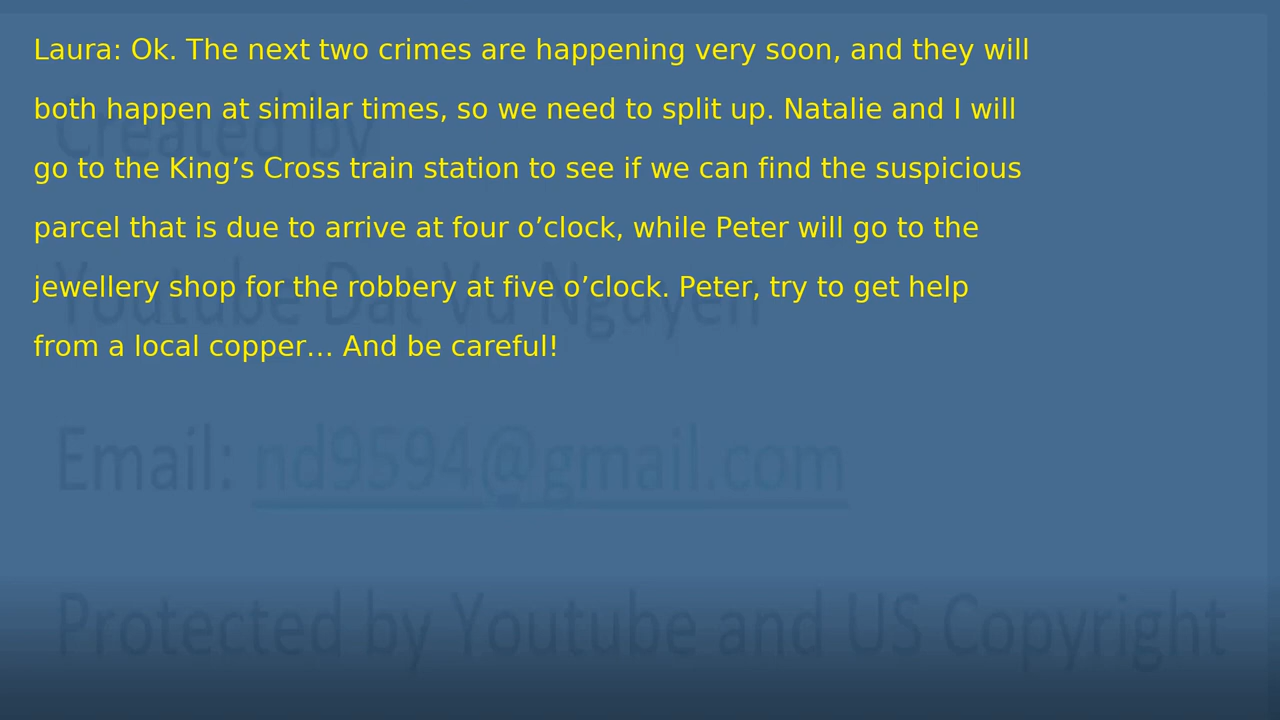 Laura: Ok. The next two crimes are happening very soon, and they will
both happen at similar times, so we need to split up. Natalie and I will
go to the King’s Cross train station to see if we can find the suspicious
parcel that is due to arrive at four o’clock, while Peter will go to the
jewellery shop for the robbery at five o’clock. Peter, try to get help
from a local copper… And be careful!
Created by
Youtube Dat Vu Nguyen
Email: nd9594@gmail.com
Protected by Youtube and US Copyright